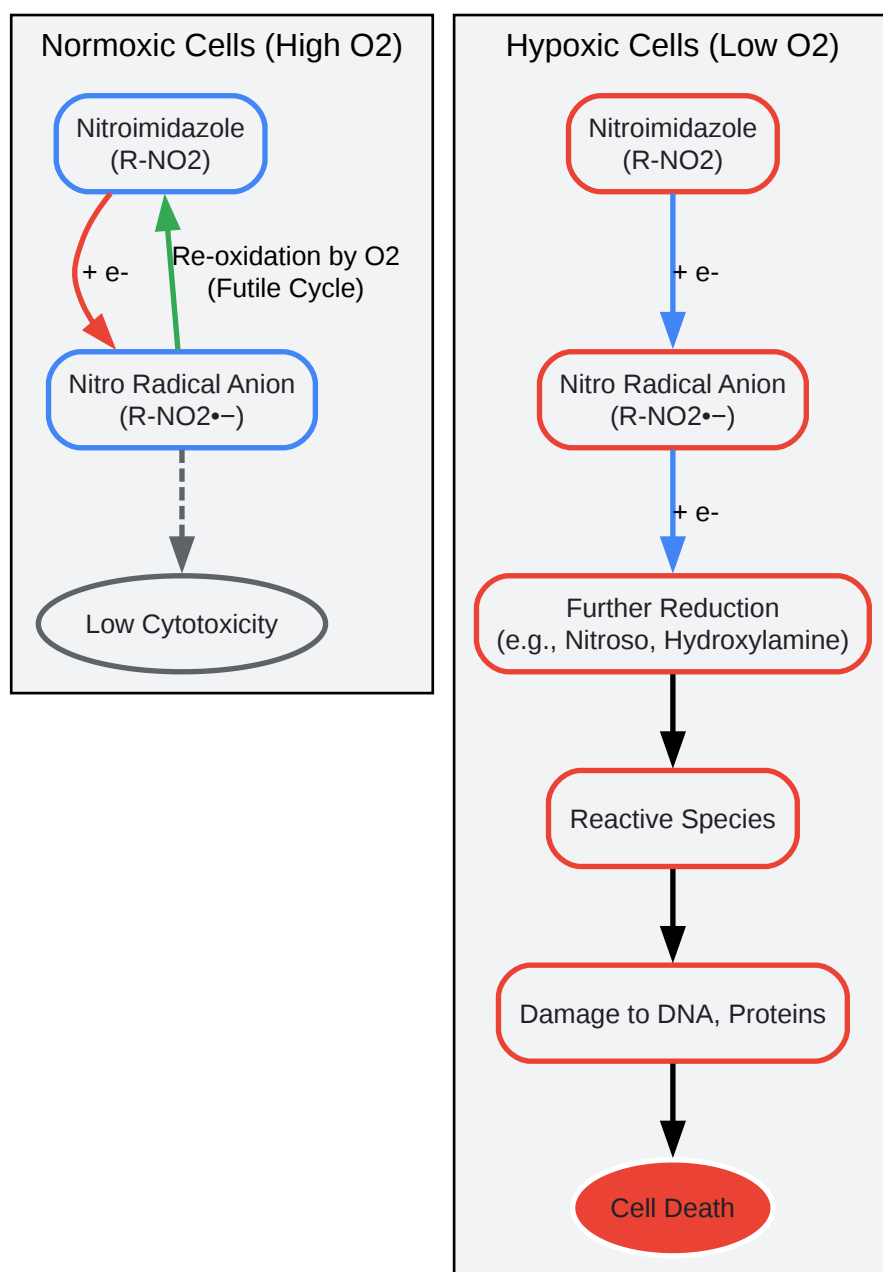 Normoxic Cells (High O2)
Nitroimidazole
(R-NO2)
+ e-
Re-oxidation by O2
(Futile Cycle)
Nitro Radical Anion
(R-NO2•−)
Low Cytotoxicity
Hypoxic Cells (Low O2)
Nitroimidazole
(R-NO2)
+ e-
Nitro Radical Anion
(R-NO2•−)
+ e-
Further Reduction
(e.g., Nitroso, Hydroxylamine)
Reactive Species
Damage to DNA, Proteins
Cell Death